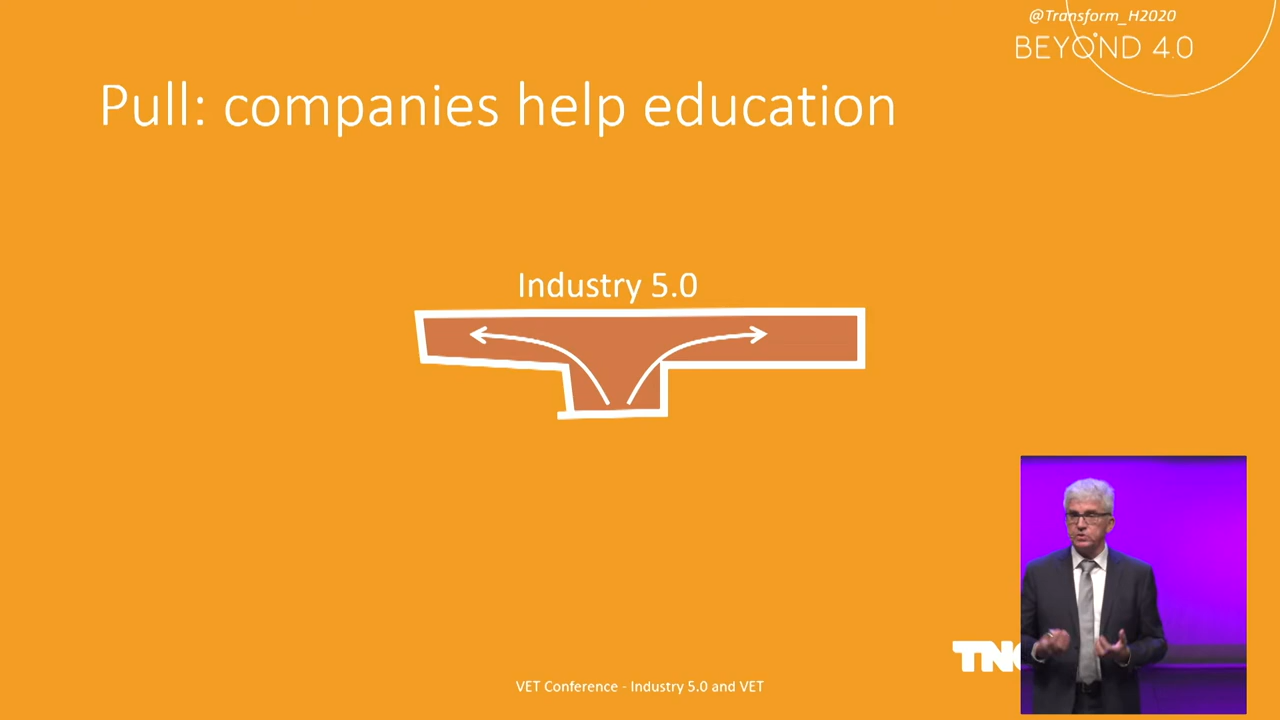 @Transform_H2020
BEYOND 4.0
Pull: companies help education
Industry 5.0
VET Conference - Industry 5.0 and VET